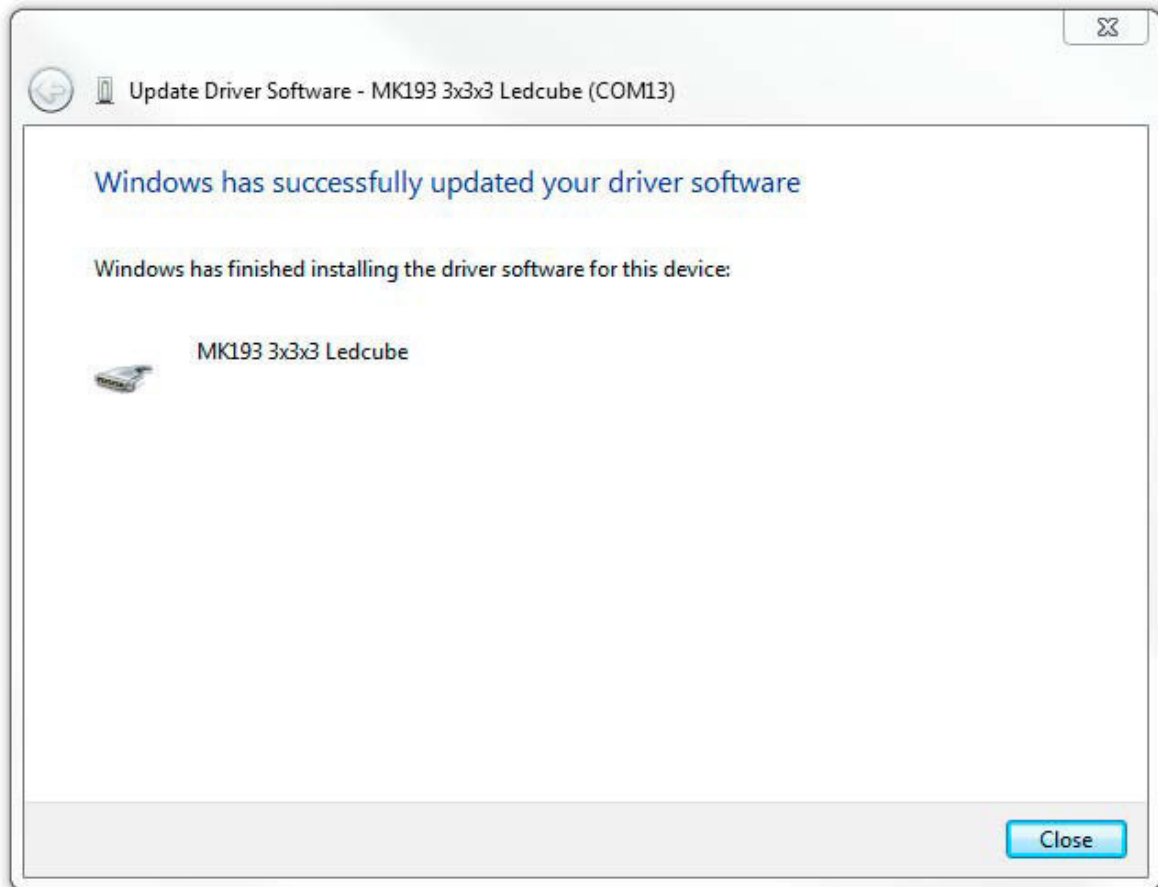 Update Driver Software - MK193 3x3x3 Ledcube (COM13)
Windows has successfully updated your driver software
Windows has finished installing the driver software for this device:
MK193 3x3x3 Ledcube
Close